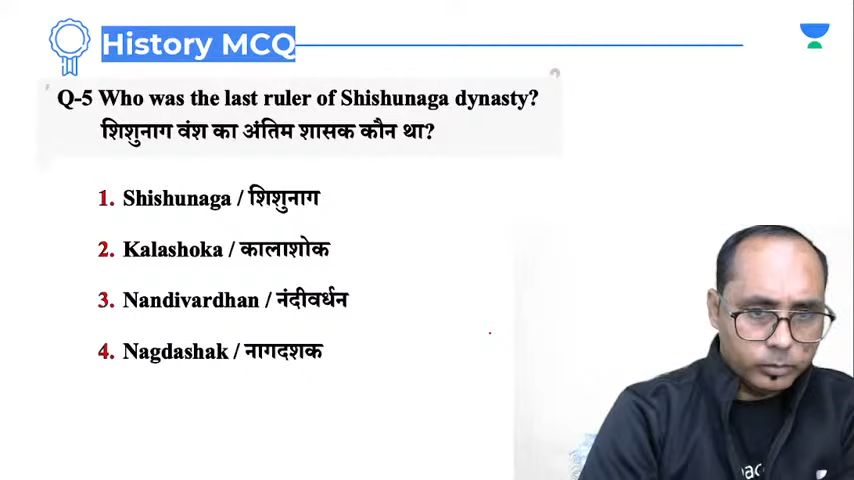 History MCQ
Q-5 Who was the last ruler of Shishunaga dynasty?
शिशुनाग वंश का अंतिम शासक कौन था?
1. Shishunaga / शिशुनाग
2. Kalashoka / कालाशोक
3. Nandivardhan / नंदीवर्धन
4. Nagdashak / नागदशक